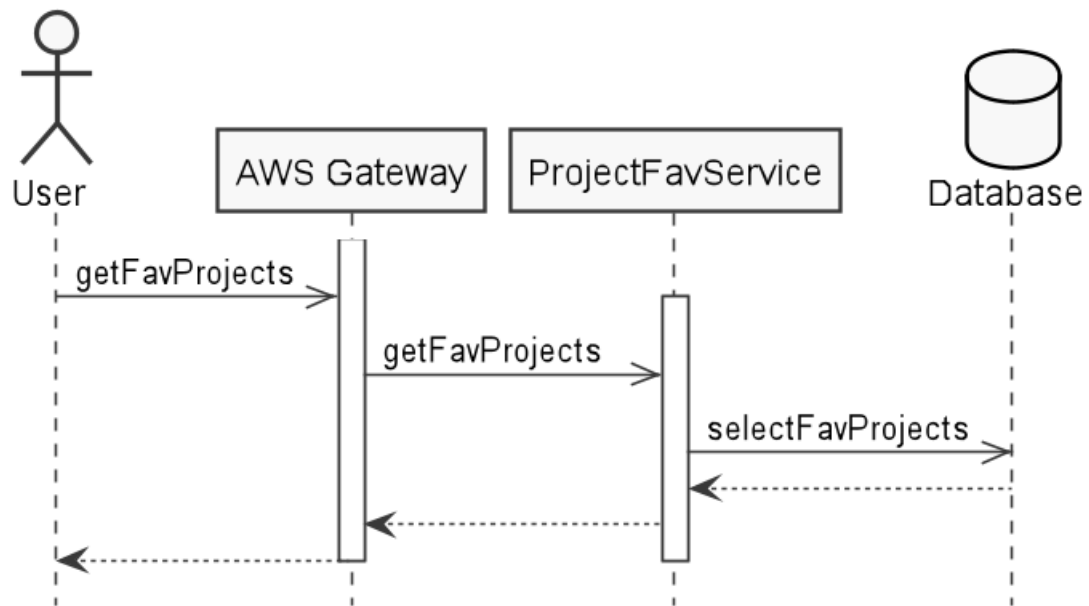 User
AWS Gateway
ProjectFavService
Database
getFavProjects
getFavProjects
selectFavProjects